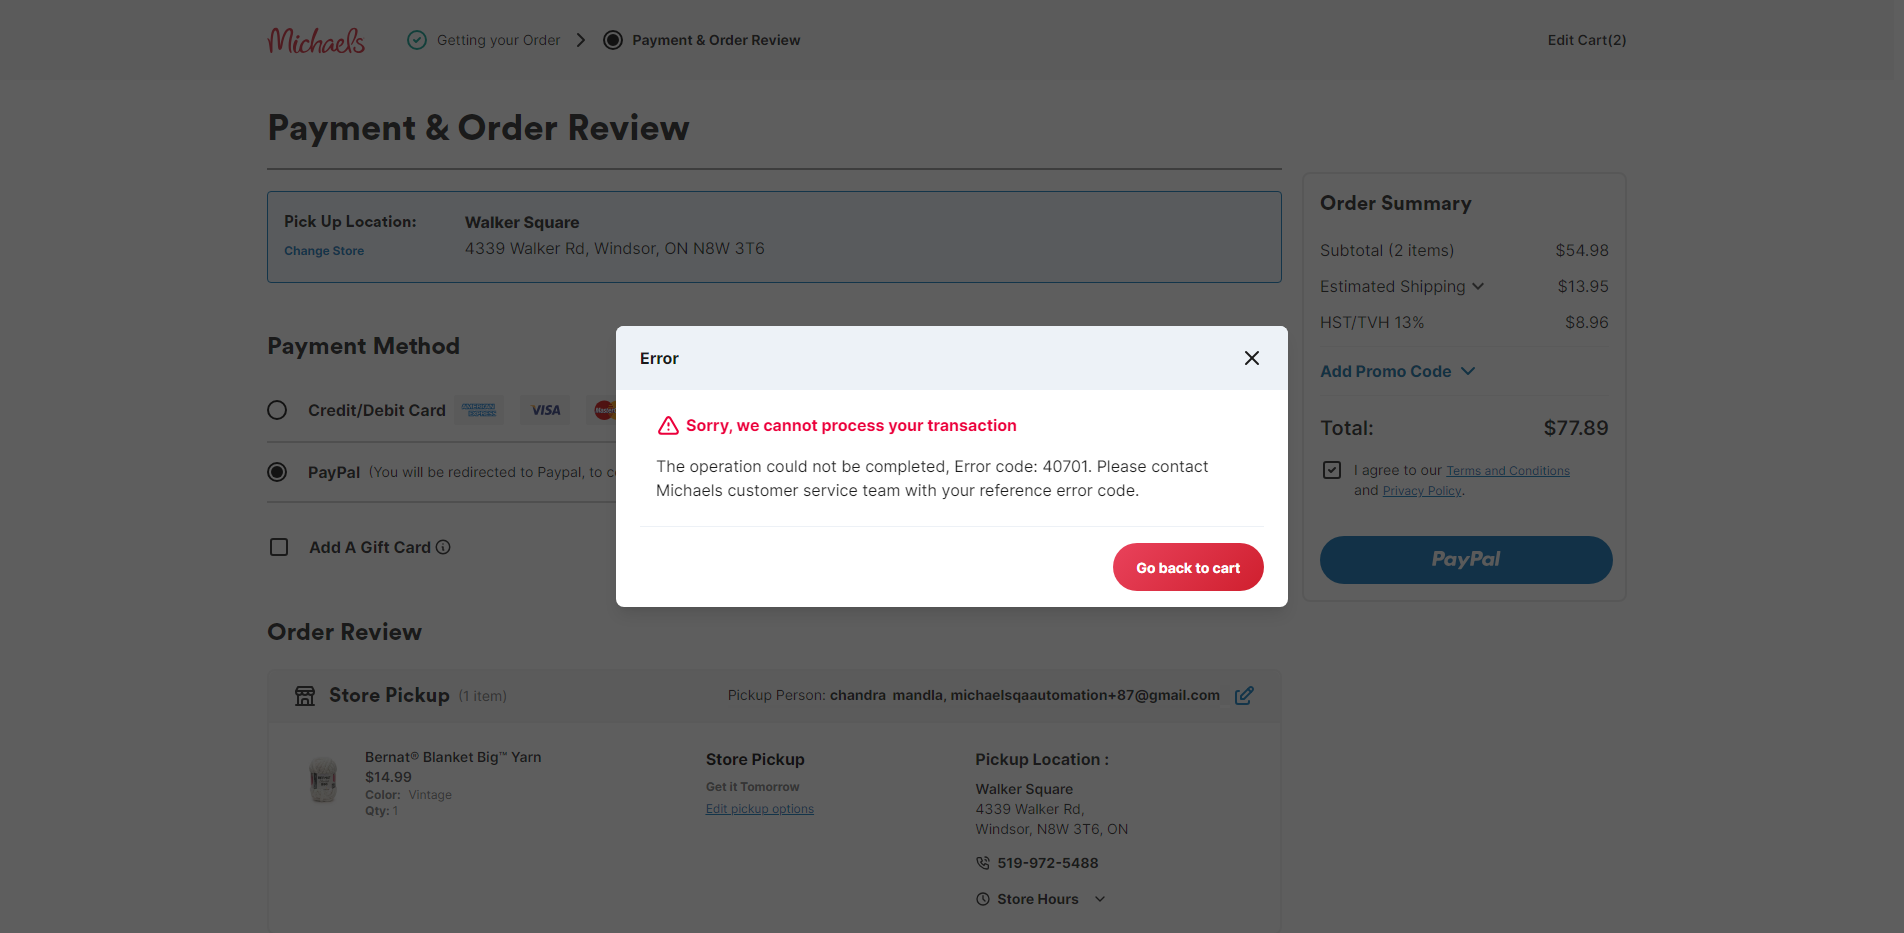 Michaels
Getting your Order
Payment & Order Review
Edit Cart(2)
Payment & Order Review
Pick Up Location:
Walker Square
Change Store
4339 Walker Rd, Windsor, ON N8W 3T6
Order Summary
Subtotal (2 items) $54.98
Estimated Shipping $13.95
HST/TVH 13% $8.96
Add Promo Code
Total: $77.89
I agree to our Terms and Conditions
and Privacy Policy.
PayPal
Payment Method
Credit/Debit Card AMERICAN EXPRESS VISA
PayPal (You will be redirected to Paypal, to c
Add A Gift Card
Error
Sorry, we cannot process your transaction
The operation could not be completed, Error code: 40701. Please contact
Michaels customer service team with your reference error code.
Go back to cart
Order Review
Store Pickup (1 item)
Pickup Person: chandra mandla, michaelsqaautomation+87@gmail.com
Bernat® Blanket Big™ Yarn
$14.99
Color: Vintage
Qty: 1
Store Pickup
Get it Tomorrow
Edit pickup options
Pickup Location :
Walker Square
4339 Walker Rd,
Windsor, N8W 3T6, ON
519-972-5488
Store Hours